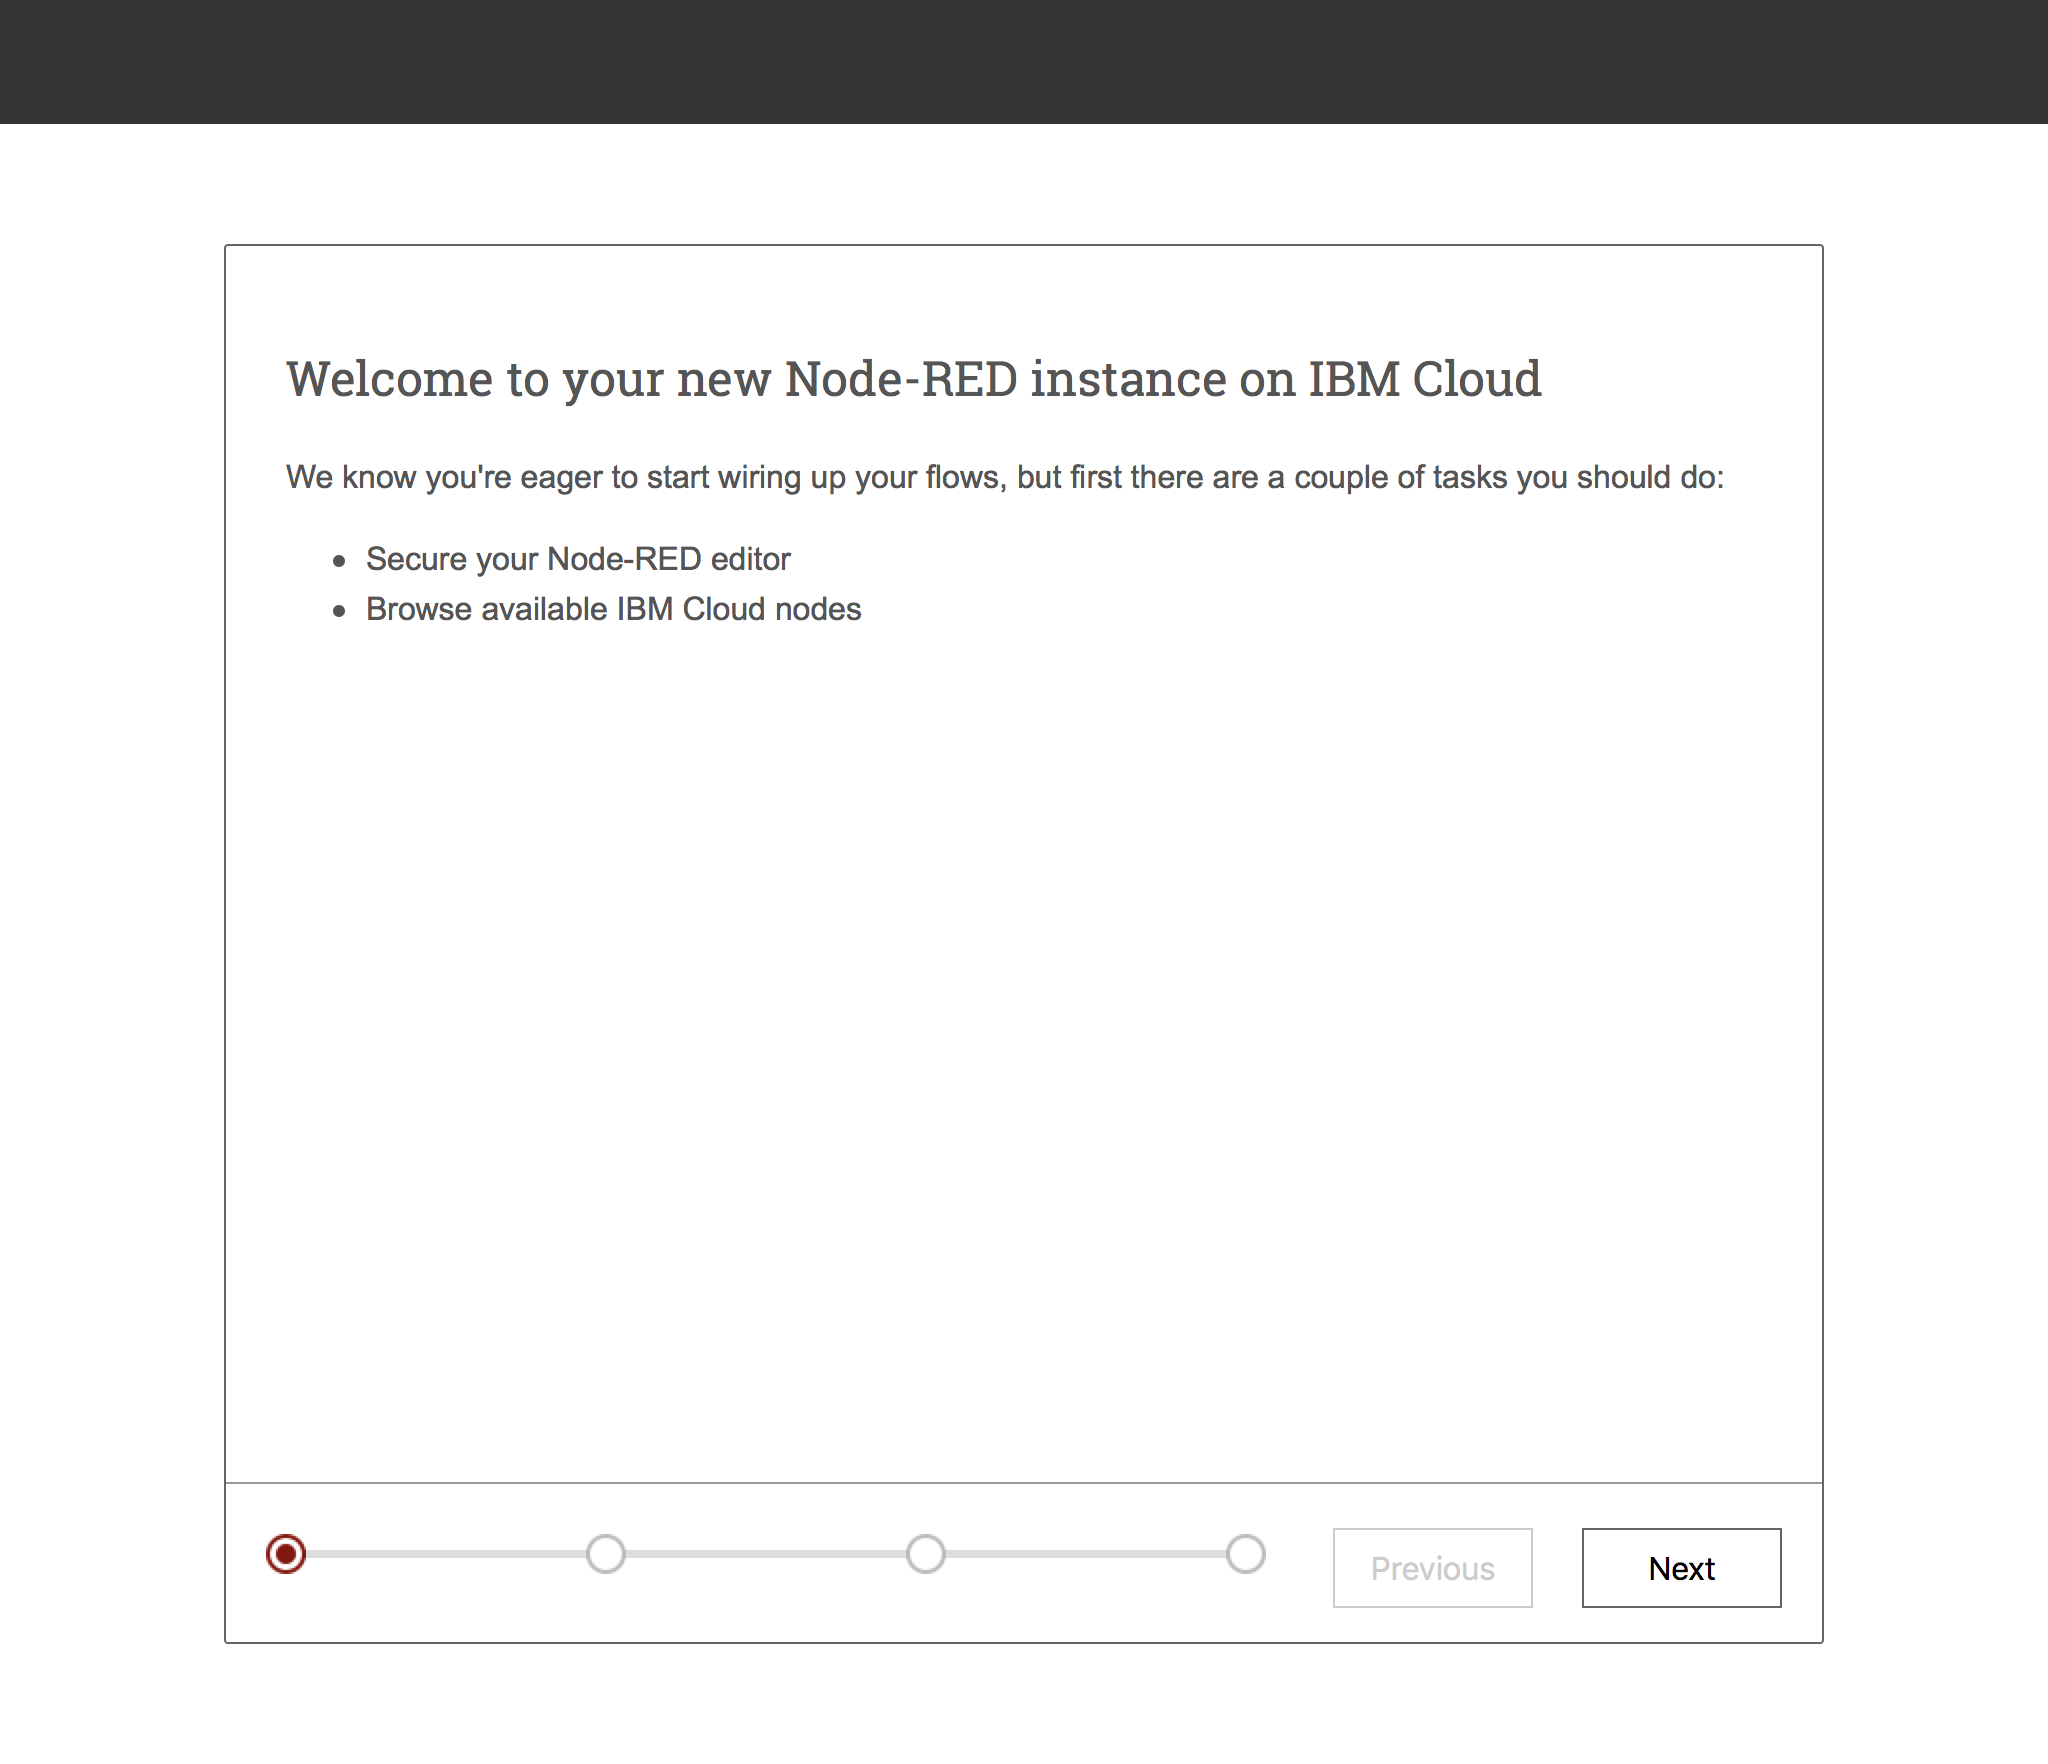 Welcome to your new Node-RED instance on IBM Cloud
We know you're eager to start wiring up your flows, but first there are a couple of tasks you should do:
Secure your Node-RED editor
Browse available IBM Cloud nodes
Previous
Next